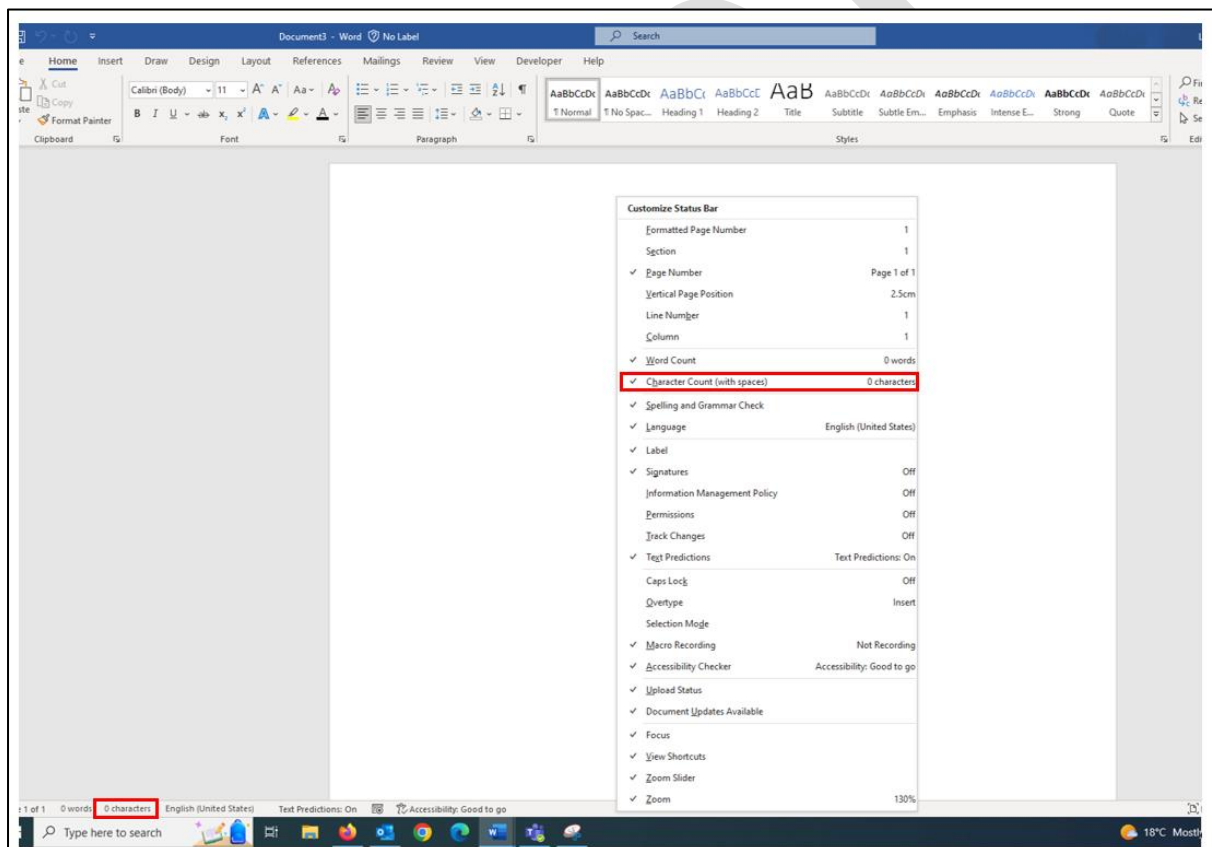 Document3 - Word No Label
Search
Home Insert Draw Design Layout References Mailings Review View Developer Help
Cut
Copy
Format Painter
Calibri (Body) 11
AaBbCcDc AaBbCcDc AaBbCc AaBbCcE AaB AaBbCcDc AaBbCcDc AaBbCcDc AaBbCcDc AaBbCcDc AaBbCcDc
¶ Normal ¶ No Spac... Heading 1 Heading 2 Title Subtitle Subtle Em... Emphasis Intense E... Strong Quote
Clipboard Font Paragraph Styles
Customize Status Bar
Formatted Page Number 1
Section 1
Page Number Page 1 of 1
Vertical Page Position 2.5cm
Line Number 1
Column 1
Word Count 0 words
Character Count (with spaces) 0 characters
Spelling and Grammar Check
Language English (United States)
Label
Signatures Off
Information Management Policy Off
Permissions Off
Track Changes Off
Text Predictions Text Predictions: On
Caps Lock Off
Overtype Insert
Selection Mode
Macro Recording Not Recording
Accessibility Checker Accessibility: Good to go
Upload Status
Document Updates Available
Focus
View Shortcuts
Zoom Slider
Zoom 130%
1 of 1 0 words 0 characters English (United States) Text Predictions: On Accessibility: Good to go
Type here to search 18°C